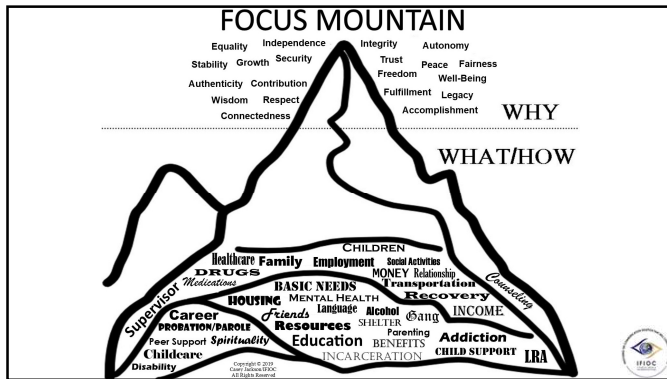 FOCUS MOUNTAIN
Equality Independence Integrity Autonomy
Stability Growth Security Trust Peace Fairness
Freedom Well-Being
Authenticity Contribution Fulfillment Legacy
Wisdom Respect Accomplishment
Connectedness
WHY
WHAT/HOW
CHILDREN
Healthcare Family Employment Social Activities
DRUGS MONEY Relationship
Medications Transportation Counseling
BASIC NEEDS Recovery
HOUSING MENTAL HEALTH
Supervisor Career Friends Language Alcohol Gang INCOME
PROBATION/PAROLE Resources SHELTER
Peer Support Spirituality Education Parenting Addiction
BENEFITS
Childcare INCARCERATION CHILD SUPPORT LRA
Disability
Copyright © 2019
Casey Jackson/IFIOC
All Rights Reserved
IFIOC